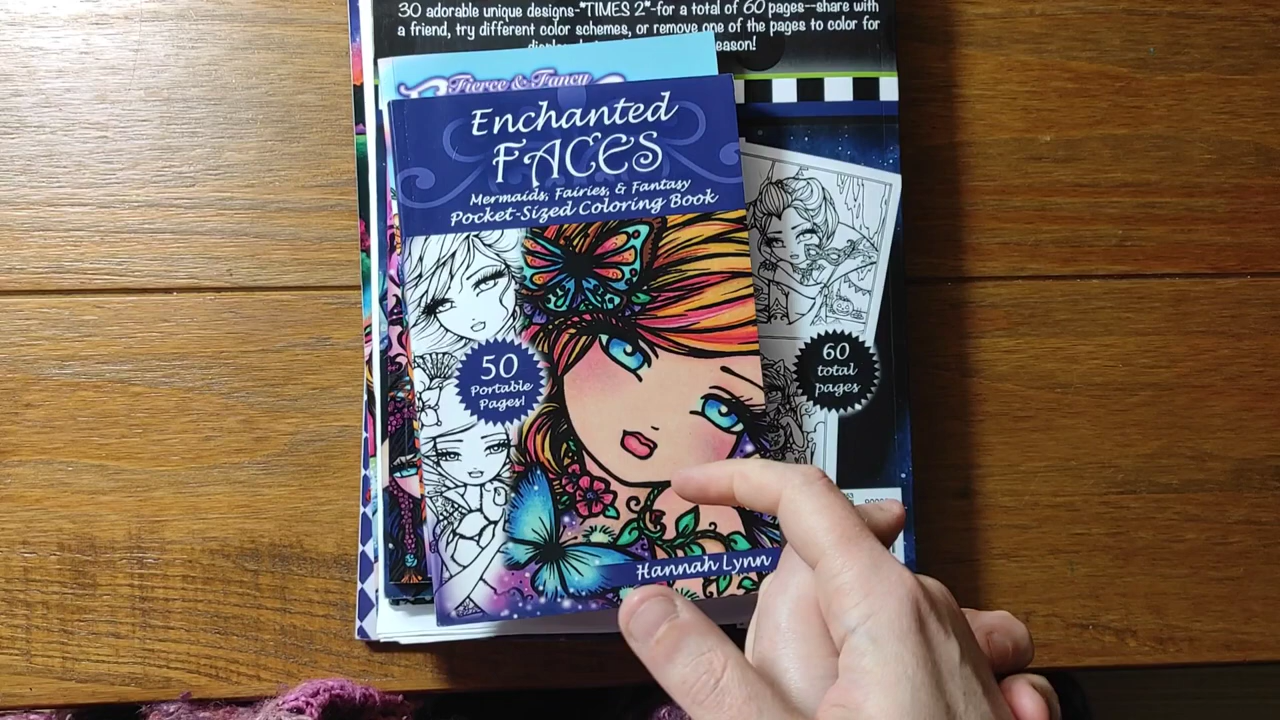 30 adorable unique designs-*TIMES 2*-for a total of 60 pages--share with
a friend, try different color schemes, or remove one of the pages to color for
Fierce & Fancy
Enchanted
FACES
Mermaids, Fairies, & Fantasy
Pocket-Sized Coloring Book
50
Portable
Pages!
60
total
pages
Hannah Lynn